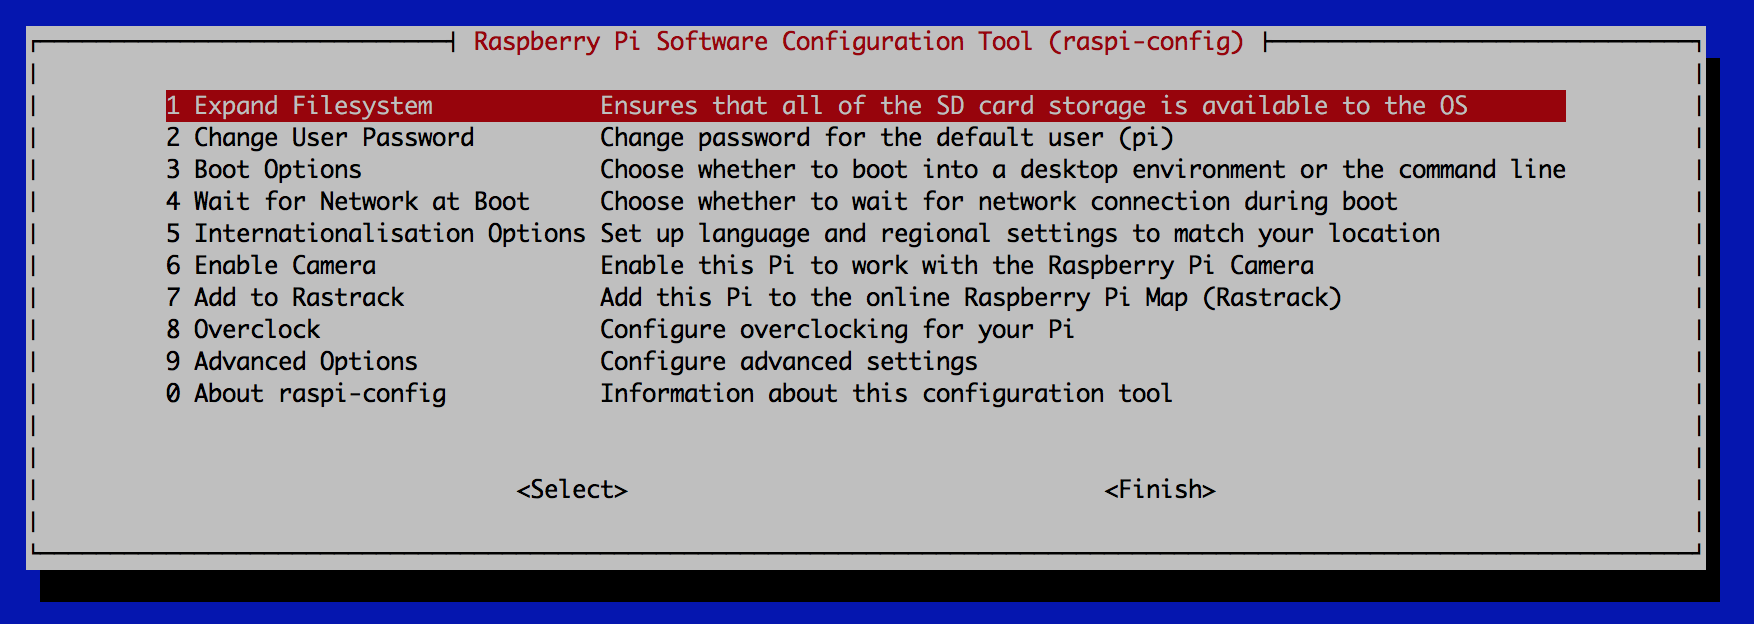 Raspberry Pi Software Configuration Tool (raspi-config)
1 Expand Filesystem Ensures that all of the SD card storage is available to the OS
2 Change User Password Change password for the default user (pi)
3 Boot Options Choose whether to boot into a desktop environment or the command line
4 Wait for Network at Boot Choose whether to wait for network connection during boot
5 Internationalisation Options Set up language and regional settings to match your location
6 Enable Camera Enable this Pi to work with the Raspberry Pi Camera
7 Add to Rastrack Add this Pi to the online Raspberry Pi Map (Rastrack)
8 Overclock Configure overclocking for your Pi
9 Advanced Options Configure advanced settings
0 About raspi-config Information about this configuration tool
<Select> <Finish>